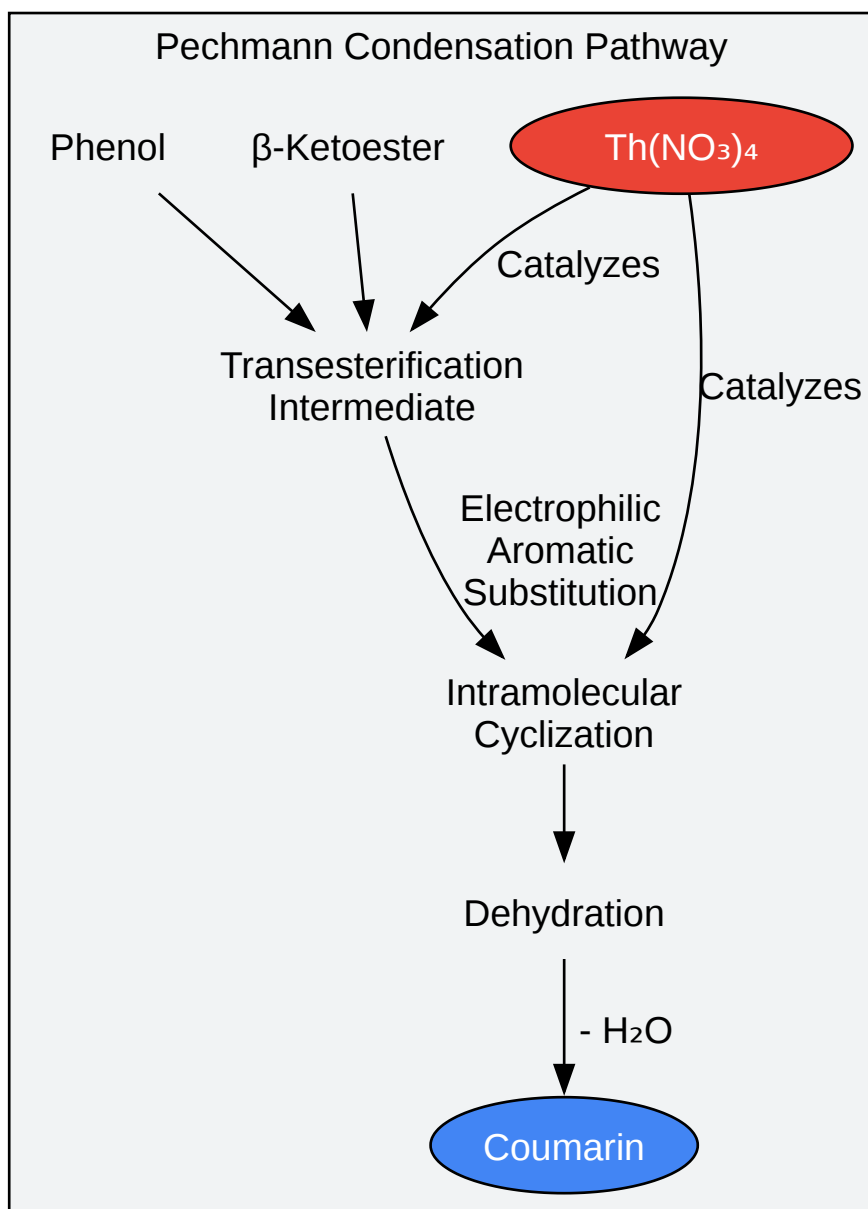 Pechmann Condensation Pathway
Phenol
β-Ketoester
Th(NO₃)₄
Catalyzes
Transesterification
Intermediate
Catalyzes
Electrophilic
Aromatic
Substitution
Intramolecular
Cyclization
Dehydration
- H₂O
Coumarin